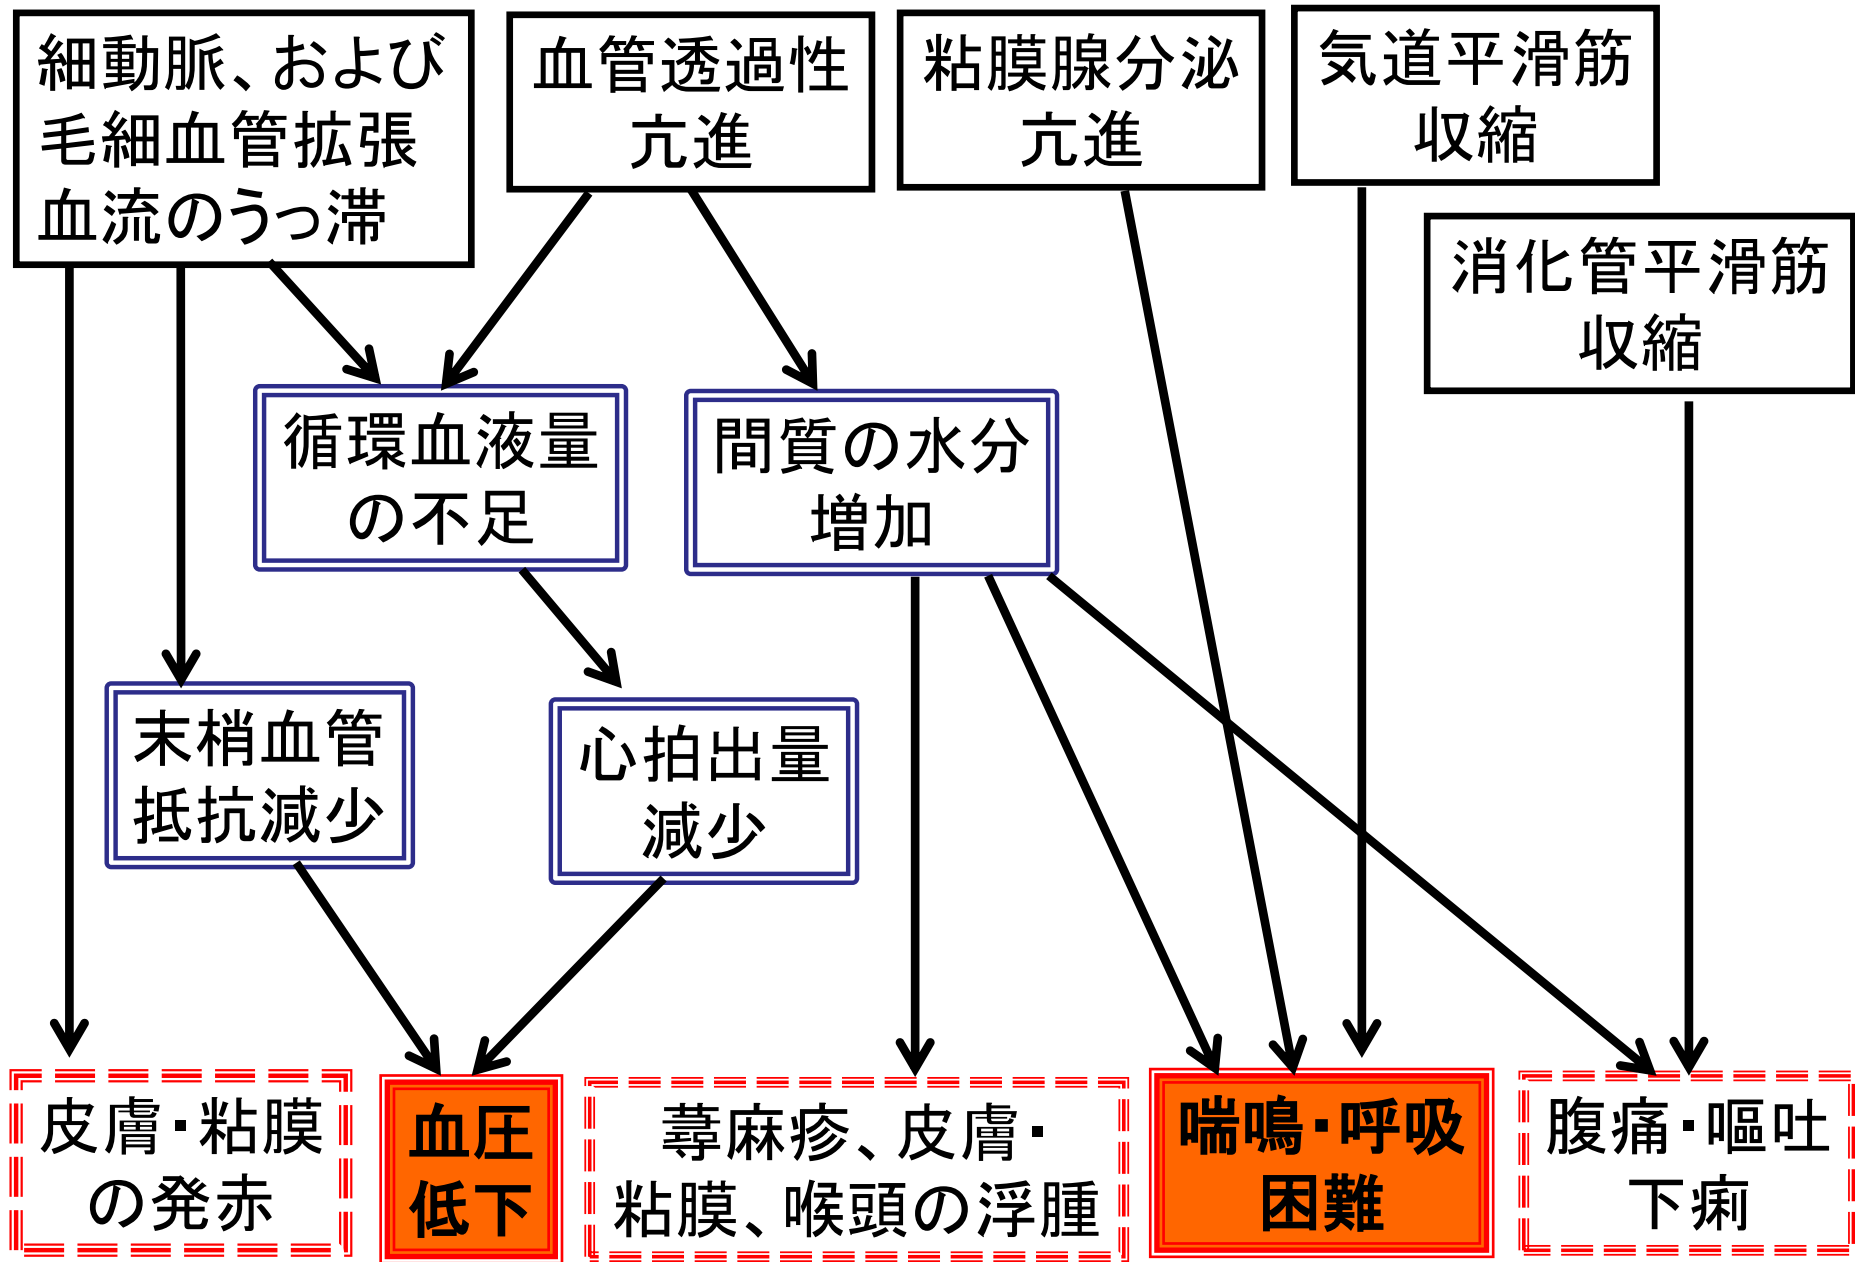 細動脈、および
毛細血管拡張
血流のうっ滞
血管透過性
亢進
粘膜腺分泌
亢進
気道平滑筋
収縮
消化管平滑筋
収縮
循環血液量
の不足
間質の水分
増加
末梢血管
抵抗減少
心拍出量
減少
皮膚･粘膜
の発赤
血圧
低下
蕁麻疹、皮膚･
粘膜、喉頭の浮腫
喘鳴･呼吸
困難
腹痛･嘔吐
下痢